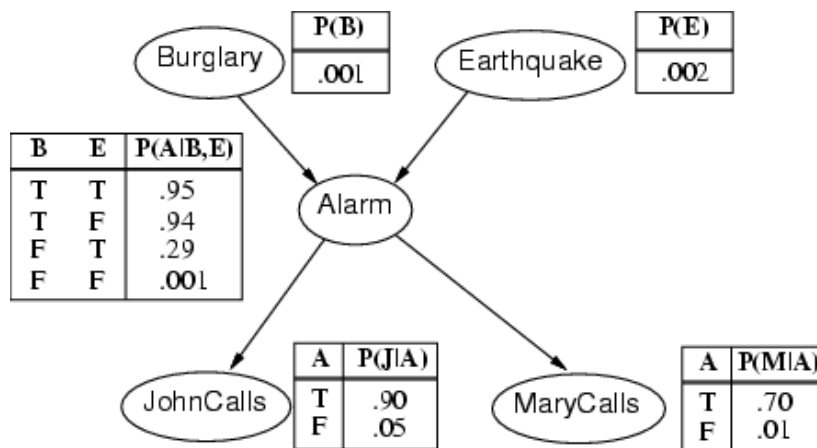 Burglary
P(B)
.001
Earthquake
P(E)
.002
B E P(A|B,E)
T T .95
T F .94
F T .29
F F .001
Alarm
JohnCalls
A P(J|A)
T .90
F .05
MaryCalls
A P(M|A)
T .70
F .01